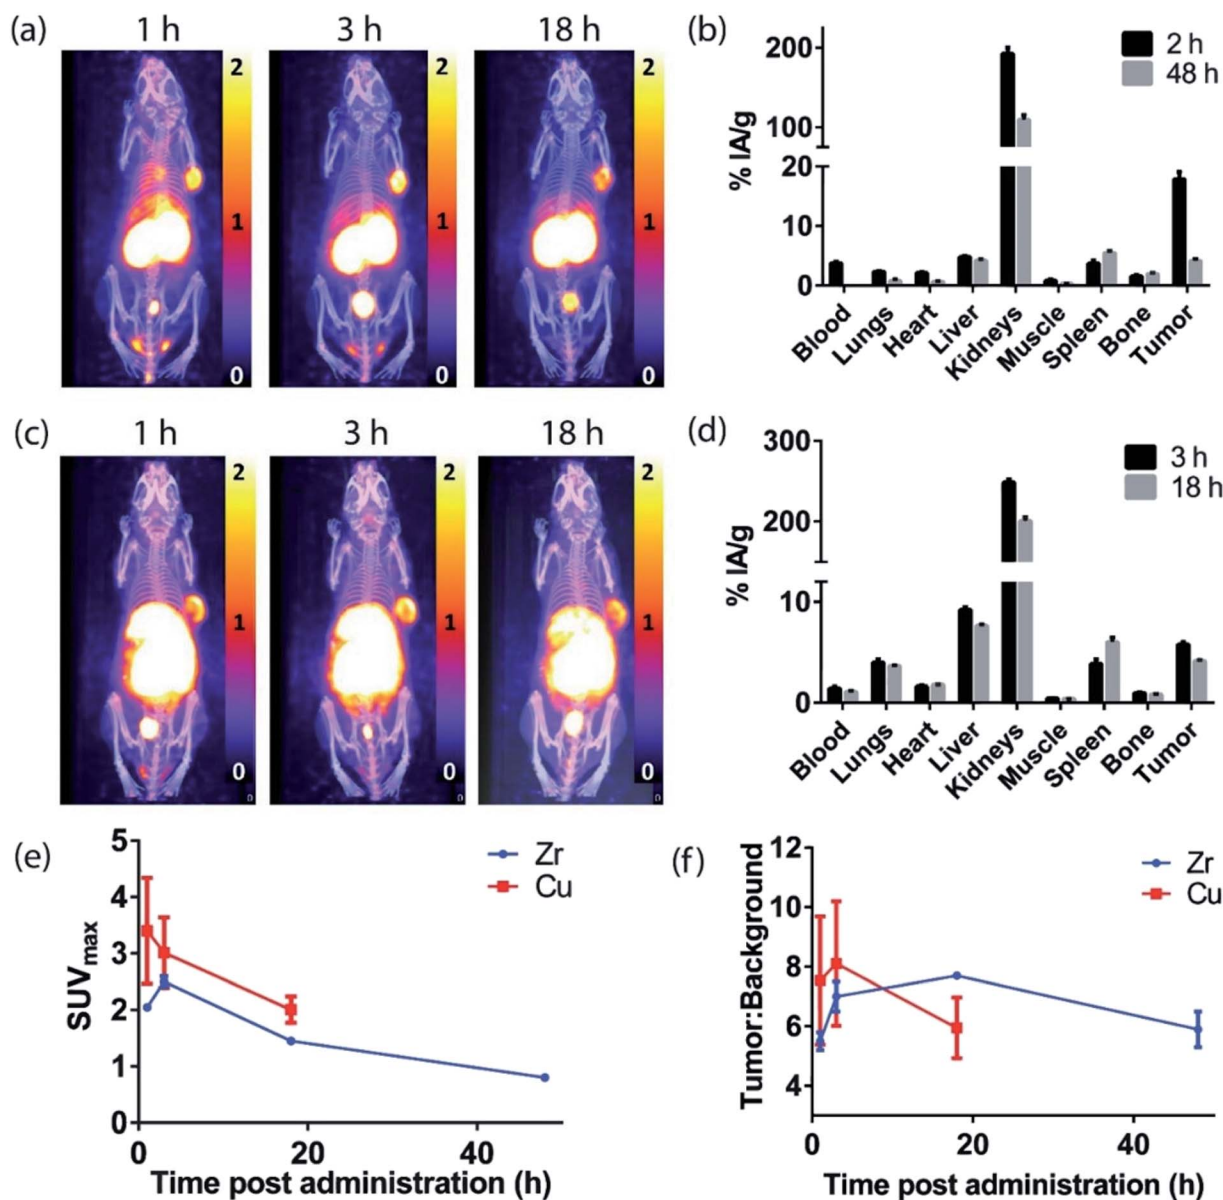 (a)
1 h
3 h
18 h
2
1
0
2
1
0
2
1
0
(b)
% IA/g
200
100
20
10
0
2 h
48 h
Blood
Lungs
Heart
Liver
Kidneys
Muscle
Spleen
Bone
Tumor
(c)
1 h
3 h
18 h
2
1
0
2
1
0
2
1
0
(d)
% IA/g
300
200
10
0
3 h
18 h
Blood
Lungs
Heart
Liver
Kidneys
Muscle
Spleen
Bone
Tumor
(e)
SUVmax
5
4
3
2
1
0
Zr
Cu
0 20 40
Time post administration (h)
(f)
Tumor:Background
12
10
8
6
4
Zr
Cu
0 20 40
Time post administration (h)